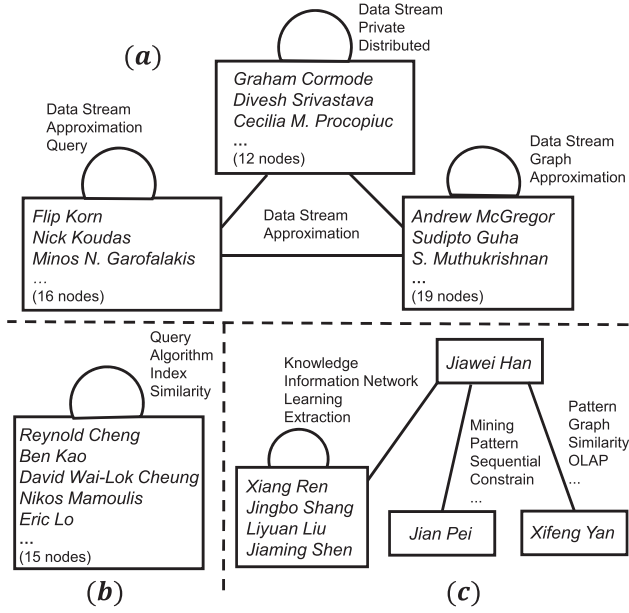 Data Stream
Private
Distributed
(a)
Graham Cormode
Divesh Srivastava
Cecilia M. Procopiuc
...
(12 nodes)
Data Stream
Approximation
Query
Data Stream
Graph
Approximation
Flip Korn
Nick Koudas
Minos N. Garofalakis
...
(16 nodes)
Data Stream
Approximation
Andrew McGregor
Sudipto Guha
S. Muthukrishnan
...
(19 nodes)
Query
Algorithm
Index
Similarity
Reynold Cheng
Ben Kao
David Wai-Lok Cheung
Nikos Mamoulis
Eric Lo
...
(15 nodes)
(b)
Knowledge
Information Network
Learning
Extraction
Jiawei Han
Mining
Pattern
Sequential
Constrain
...
Pattern
Graph
Similarity
OLAP
...
Xiang Ren
Jingbo Shang
Liyuan Liu
Jiaming Shen
Jian Pei
Xifeng Yan
(c)